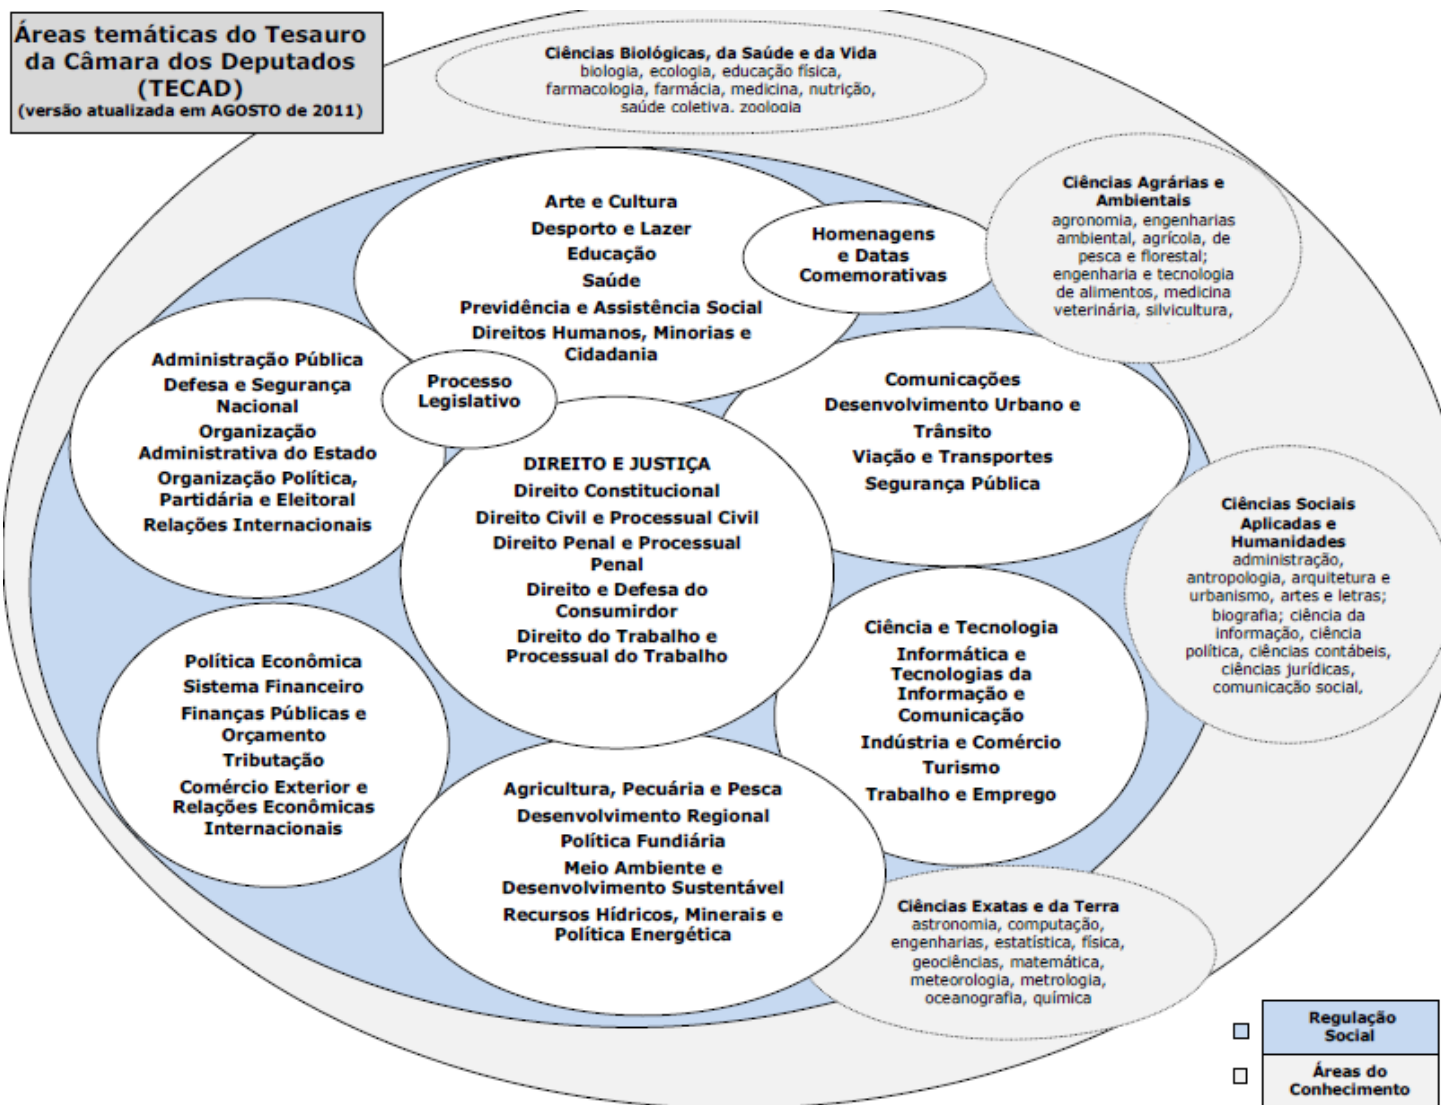 Áreas temáticas do Tesauro
da Câmara dos Deputados
(TECAD)
(versão atualizada em AGOSTO de 2011)
Ciências Biológicas, da Saúde e da Vida
biologia, ecologia, educação física,
farmacologia, farmácia, medicina, nutrição,
saúde coletiva, zoologia
Ciências Agrárias e
Ambientais
agronomia, engenharias
ambiental, agrícola, de
pesca e florestal;
engenharia e tecnologia
de alimentos, medicina
veterinária, silvicultura,
Arte e Cultura
Desporto e Lazer
Educação
Saúde
Previdência e Assistência Social
Direitos Humanos, Minorias e
Cidadania
Homenagens
e Datas
Comemorativas
Administração Pública
Defesa e Segurança
Nacional
Organização
Administrativa do Estado
Organização Política,
Partidária e Eleitoral
Relações Internacionais
Processo
Legislativo
Comunicações
Desenvolvimento Urbano e
Trânsito
Viação e Transportes
Segurança Pública
DIREITO E JUSTIÇA
Direito Constitucional
Direito Civil e Processual Civil
Direito Penal e Processual
Penal
Direito e Defesa do
Consumirdor
Direito do Trabalho e
Processual do Trabalho
Ciências Sociais
Aplicadas e
Humanidades
administração,
antropologia, arquitetura e
urbanismo, artes e letras;
biografia; ciência da
informação, ciência
política, ciências contábeis,
ciências jurídicas,
comunicação social,
Política Econômica
Sistema Financeiro
Finanças Públicas e
Orçamento
Tributação
Comércio Exterior e
Relações Econômicas
Internacionais
Ciência e Tecnologia
Informática e
Tecnologias da
Informação e
Comunicação
Indústria e Comércio
Turismo
Trabalho e Emprego
Agricultura, Pecuária e Pesca
Desenvolvimento Regional
Política Fundiária
Meio Ambiente e
Desenvolvimento Sustentável
Recursos Hídricos, Minerais e
Política Energética
Ciências Exatas e da Terra
astronomia, computação,
engenharias, estatística, física,
geociências, matemática,
meteorologia, metrologia,
oceanografia, química
Regulação
Social
Áreas do
Conhecimento